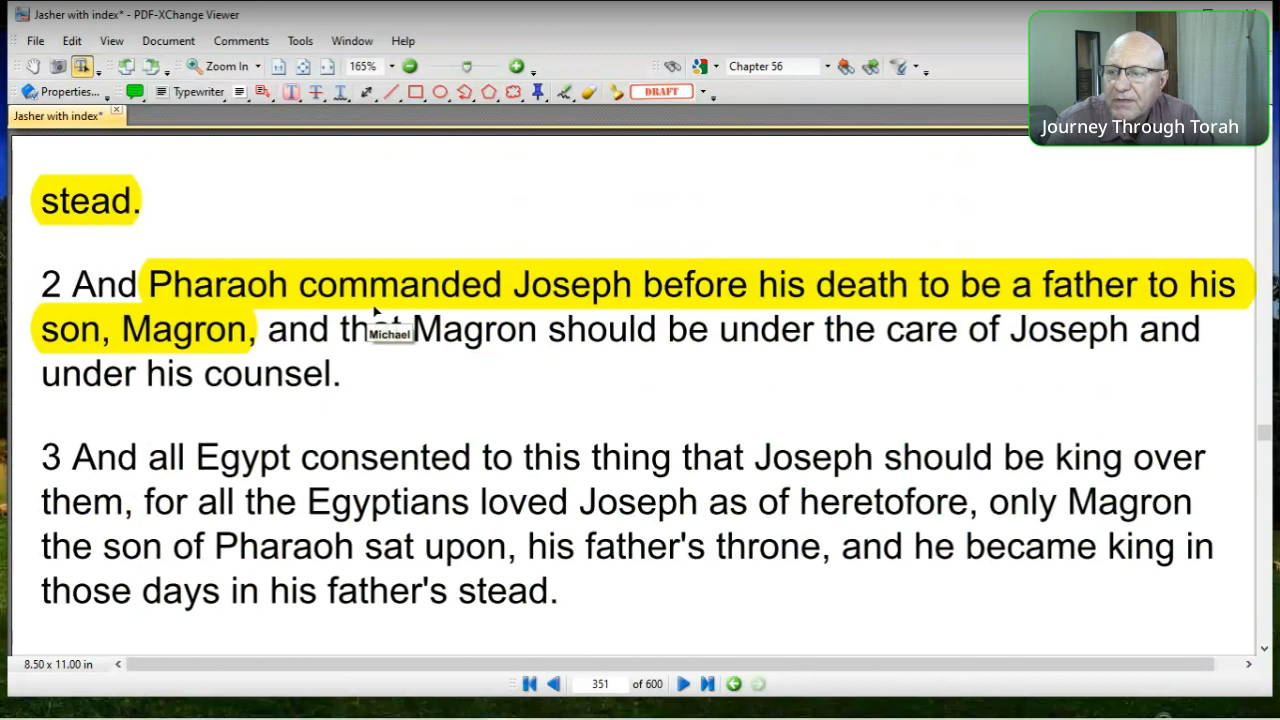 Jasher with index* - PDF-XChange Viewer
File Edit View Document Comments Tools Window Help
Zoom In 165% Chapter 56
Properties... Typewriter DRAFT
Jasher with index*
Journey Through Torah
stead.
2 And Pharaoh commanded Joseph before his death to be a father to his
son, Magron, and that Magron should be under the care of Joseph and
Michael
under his counsel.
3 And all Egypt consented to this thing that Joseph should be king over
them, for all the Egyptians loved Joseph as of heretofore, only Magron
the son of Pharaoh sat upon, his father's throne, and he became king in
those days in his father's stead.
8.50 x 11.00 in
351 of 600